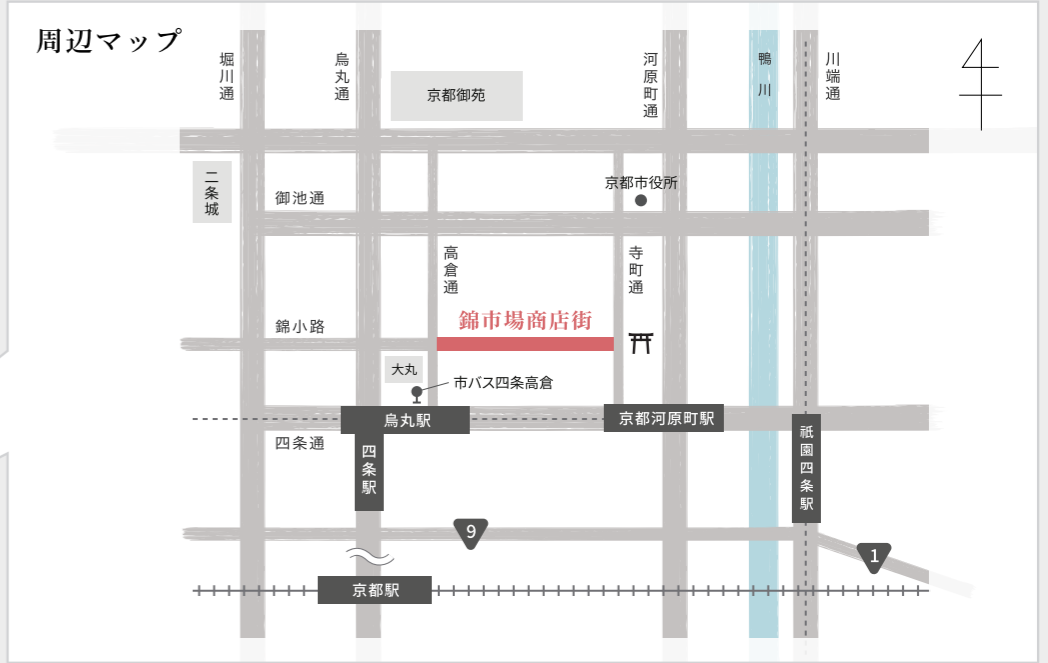 周辺マップ
堀川通
烏丸通
京都御苑
河原町通
鴨川
川端通
二条城
京都市役所
御池通
高倉通
寺町通
錦市場商店街
錦小路
大丸
市バス四条高倉
烏丸駅
京都河原町駅
四条通
四条駅
祇園四条駅
9
1
京都駅